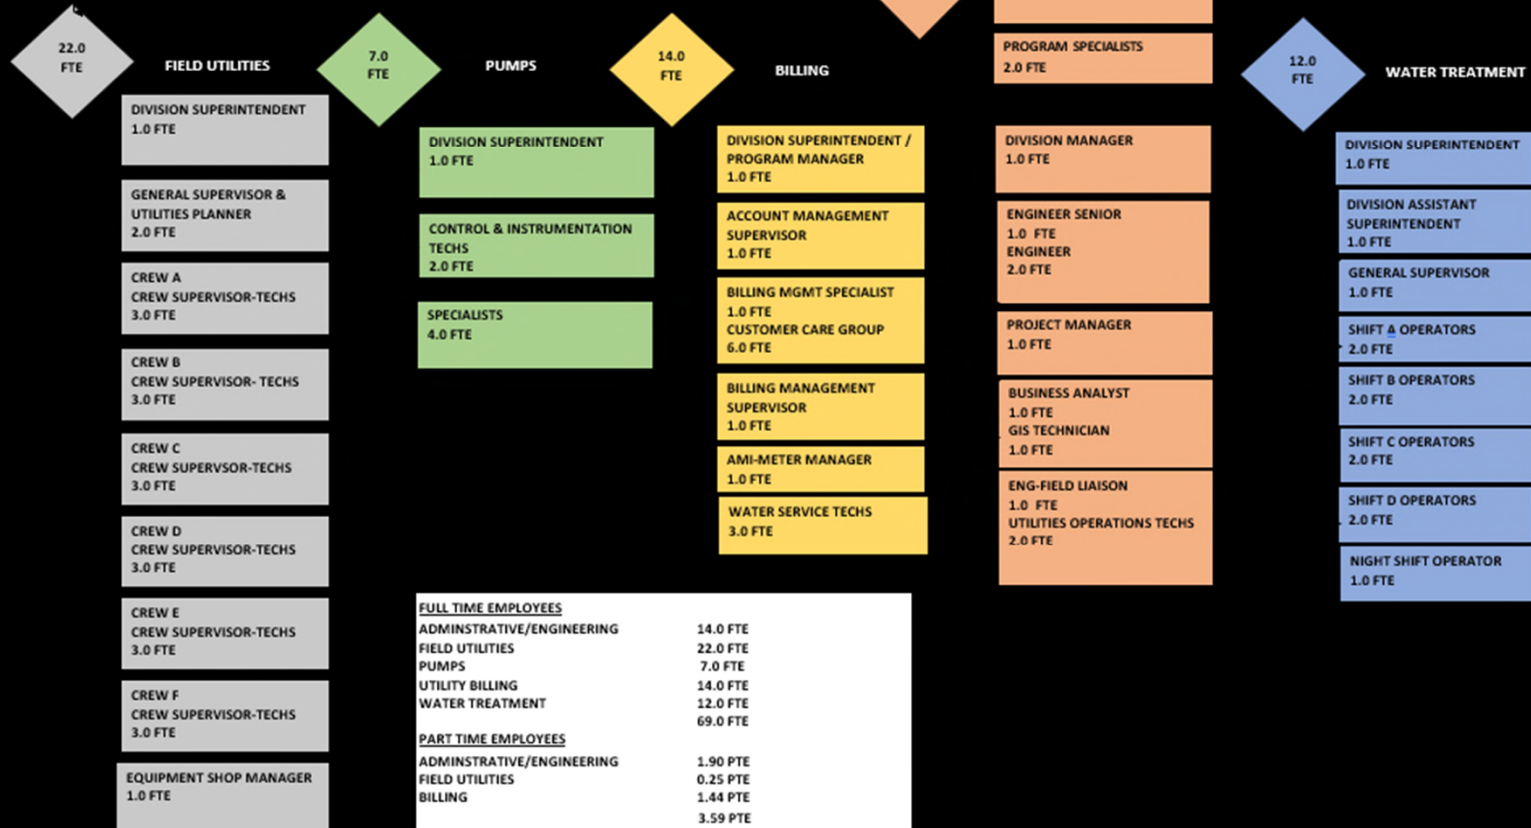 22.0
FTE
FIELD UTILITIES
DIVISION SUPERINTENDENT
1.0 FTE
GENERAL SUPERVISOR &
UTILITIES PLANNER
2.0 FTE
CREW A
CREW SUPERVISOR-TECHS
3.0 FTE
CREW B
CREW SUPERVISOR- TECHS
3.0 FTE
CREW C
CREW SUPERVSOR-TECHS
3.0 FTE
CREW D
CREW SUPERVISOR-TECHS
3.0 FTE
CREW E
CREW SUPERVISOR-TECHS
3.0 FTE
CREW F
CREW SUPERVISOR-TECHS
3.0 FTE
EQUIPMENT SHOP MANAGER
1.0 FTE
7.0
FTE
PUMPS
DIVISION SUPERINTENDENT
1.0 FTE
CONTROL & INSTRUMENTATION
TECHS
2.0 FTE
SPECIALISTS
4.0 FTE
14.0
FTE
BILLING
DIVISION SUPERINTENDENT /
PROGRAM MANAGER
1.0 FTE
ACCOUNT MANAGEMENT
SUPERVISOR
1.0 FTE
BILLING MGMT SPECIALIST
1.0 FTE
CUSTOMER CARE GROUP
6.0 FTE
BILLING MANAGEMENT
SUPERVISOR
1.0 FTE
AMI-METER MANAGER
1.0 FTE
WATER SERVICE TECHS
3.0 FTE
PROGRAM SPECIALISTS
2.0 FTE
DIVISION MANAGER
1.0 FTE
ENGINEER SENIOR
1.0 FTE
ENGINEER
2.0 FTE
PROJECT MANAGER
1.0 FTE
BUSINESS ANALYST
1.0 FTE
GIS TECHNICIAN
1.0 FTE
ENG-FIELD LIAISON
1.0 FTE
UTILITIES OPERATIONS TECHS
2.0 FTE
12.0
FTE
WATER TREATMENT
DIVISION SUPERINTENDENT
1.0 FTE
DIVISION ASSISTANT
SUPERINTENDENT
1.0 FTE
GENERAL SUPERVISOR
1.0 FTE
SHIFT A OPERATORS
2.0 FTE
SHIFT B OPERATORS
2.0 FTE
SHIFT C OPERATORS
2.0 FTE
SHIFT D OPERATORS
2.0 FTE
NIGHT SHIFT OPERATOR
1.0 FTE
FULL TIME EMPLOYEES
ADMINSTRATIVE/ENGINEERING 14.0 FTE
FIELD UTILITIES 22.0 FTE
PUMPS 7.0 FTE
UTILITY BILLING 14.0 FTE
WATER TREATMENT 12.0 FTE
69.0 FTE
PART TIME EMPLOYEES
ADMINSTRATIVE/ENGINEERING 1.90 PTE
FIELD UTILITIES 0.25 PTE
BILLING 1.44 PTE
3.59 PTE